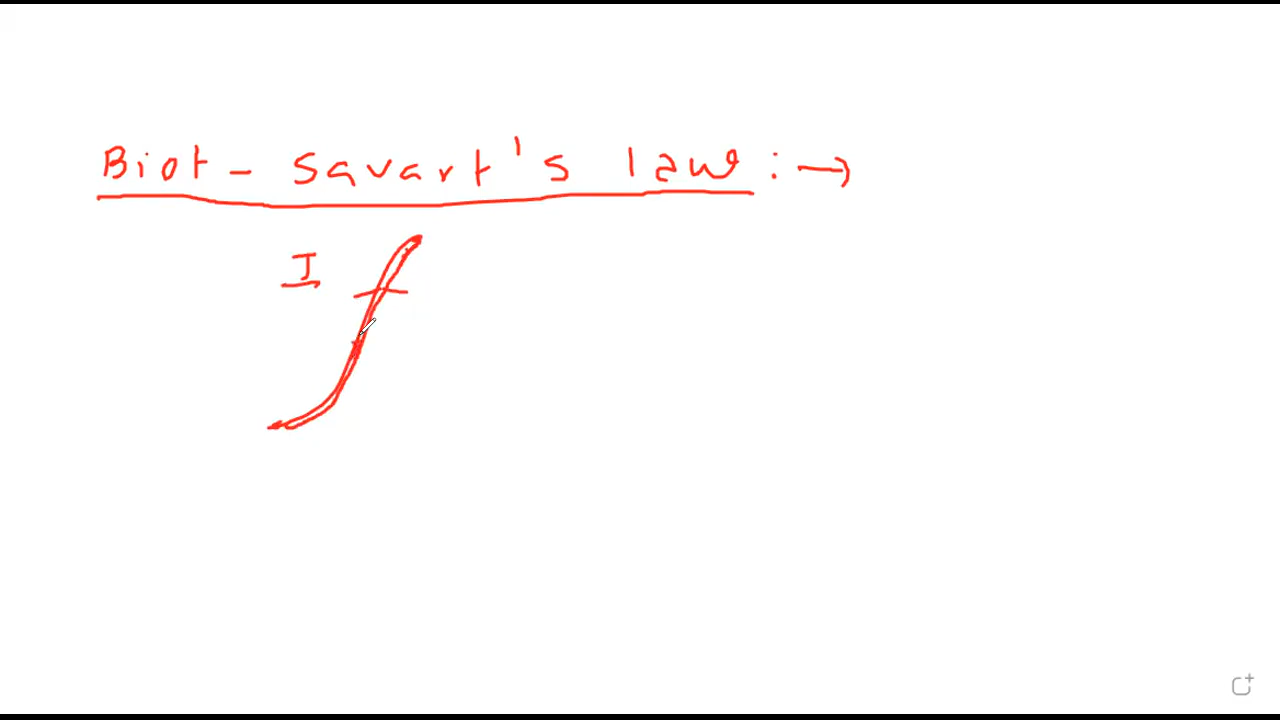 Biot - Savart's law : →
I